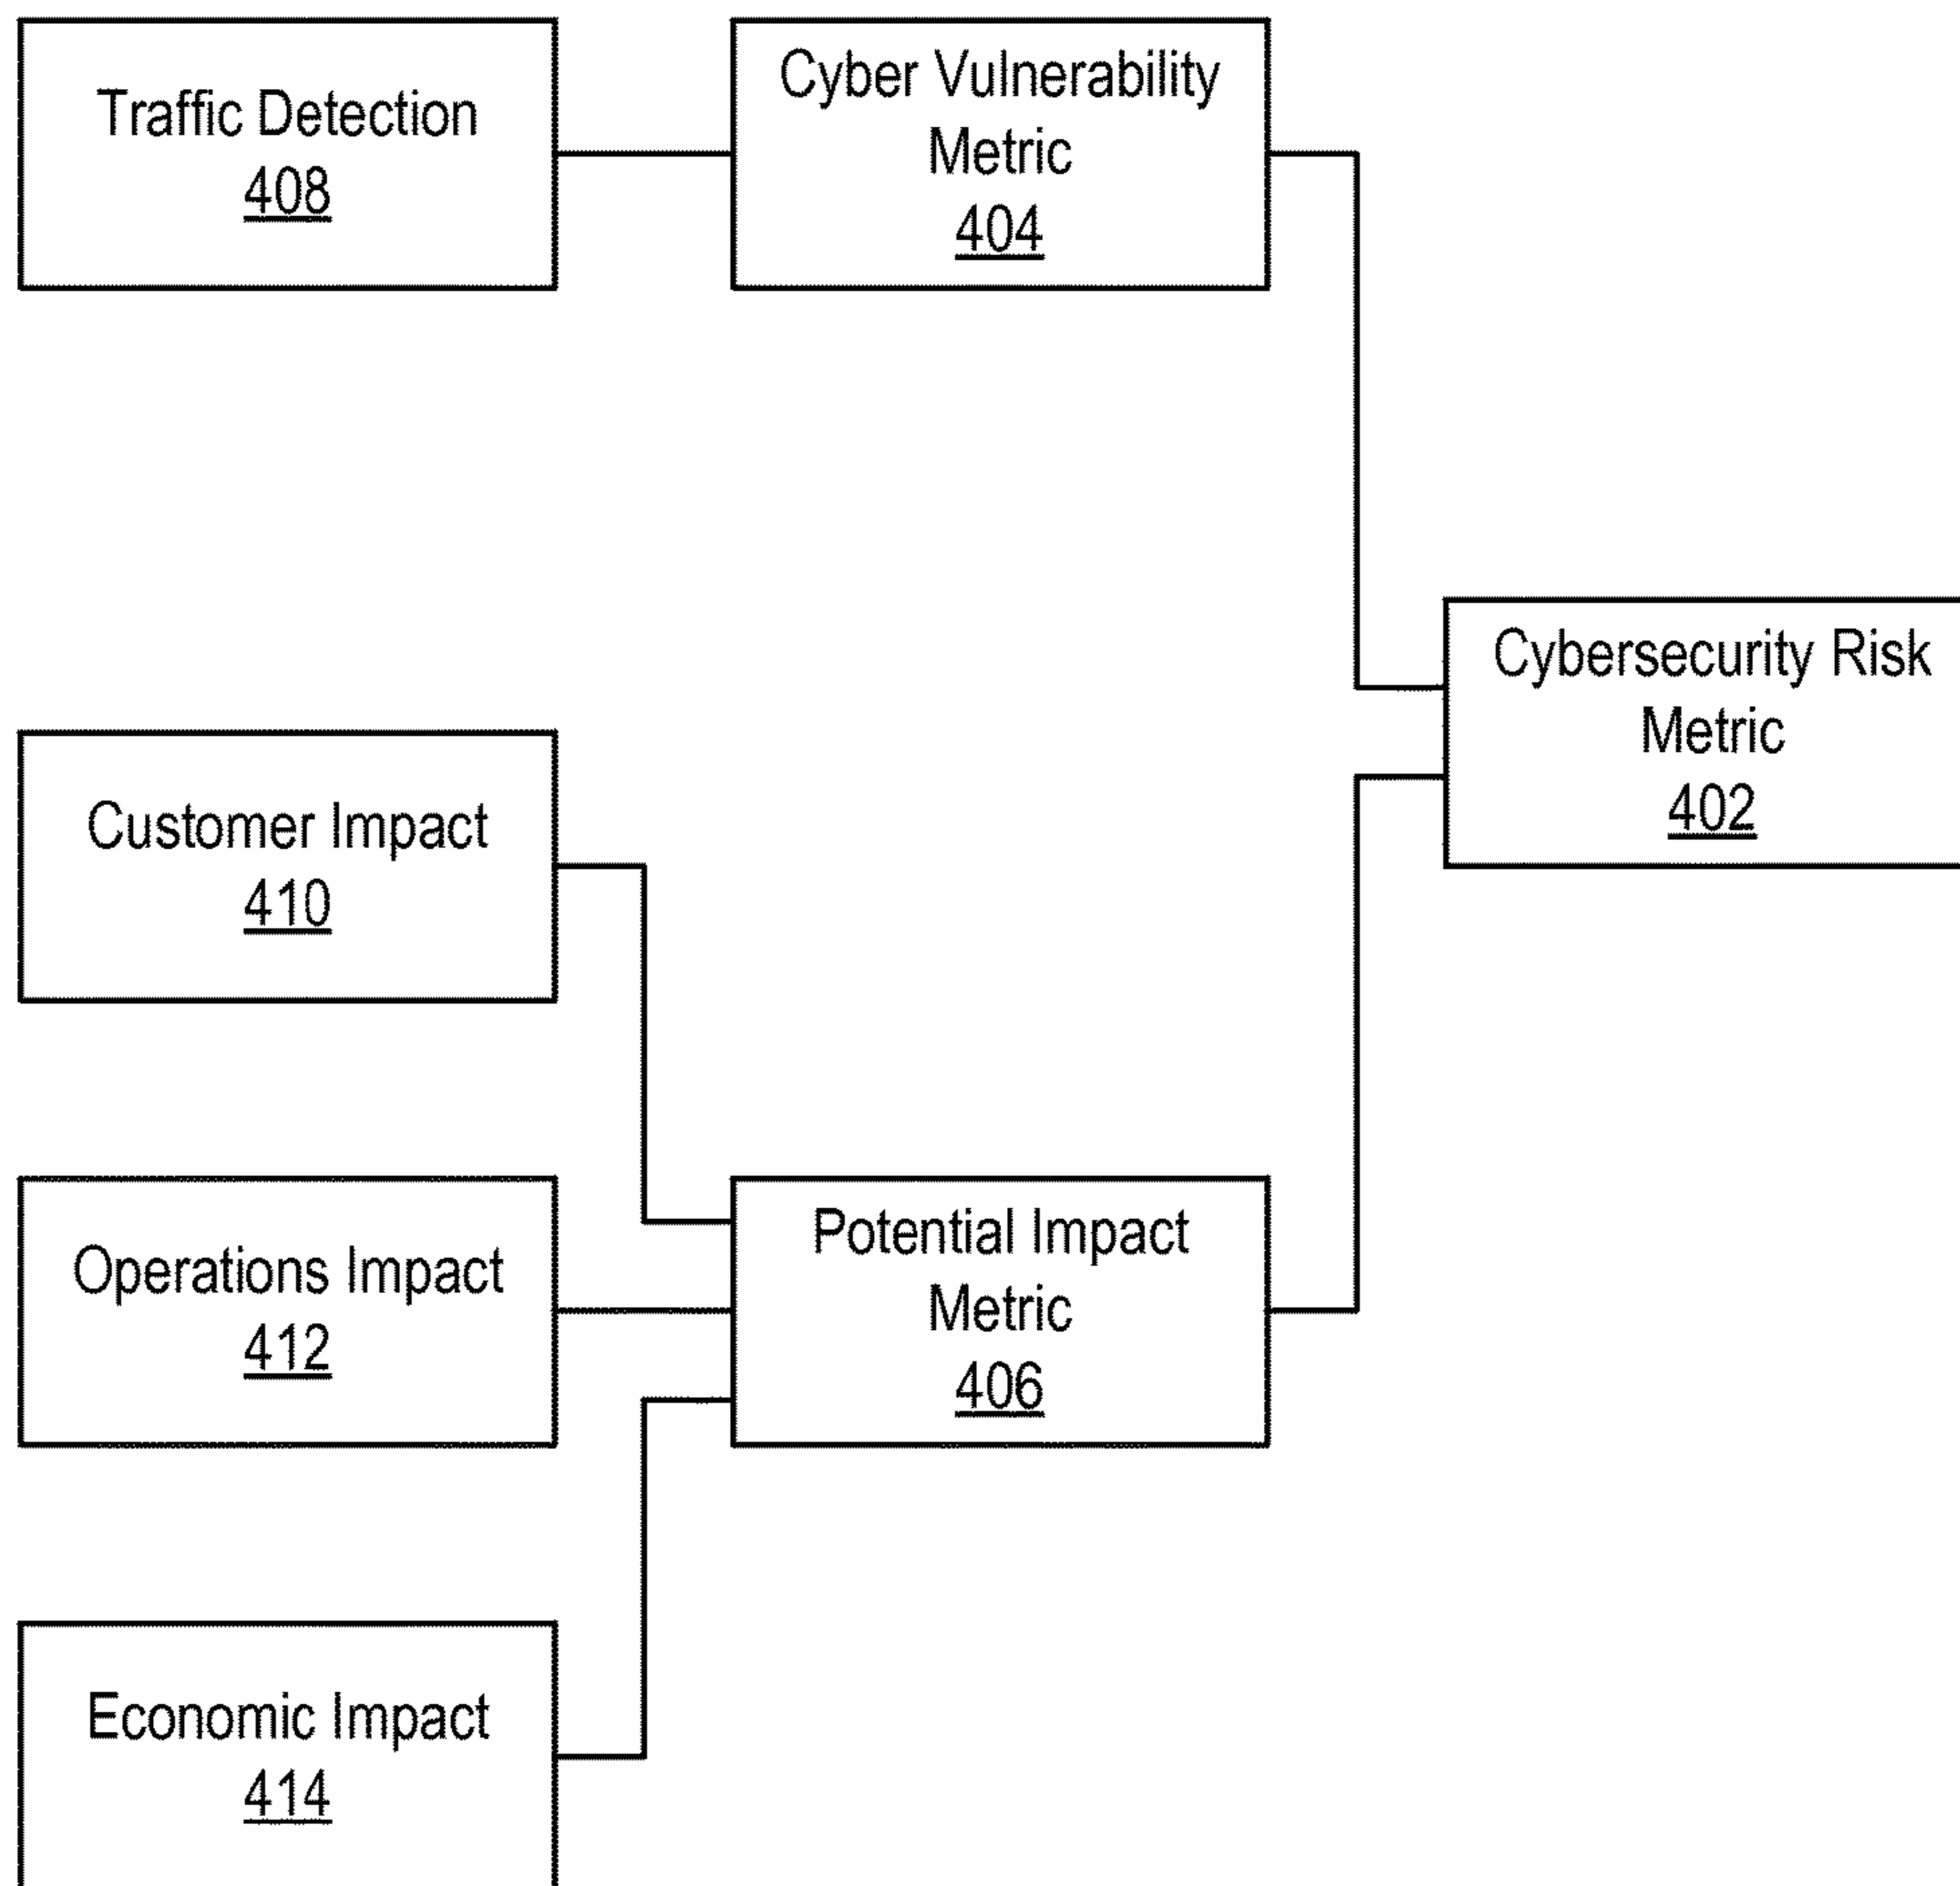 Traffic Detection
408
Cyber Vulnerability
Metric
404
Cybersecurity Risk
Metric
402
Customer Impact
410
Operations Impact
412
Potential Impact
Metric
406
Economic Impact
414